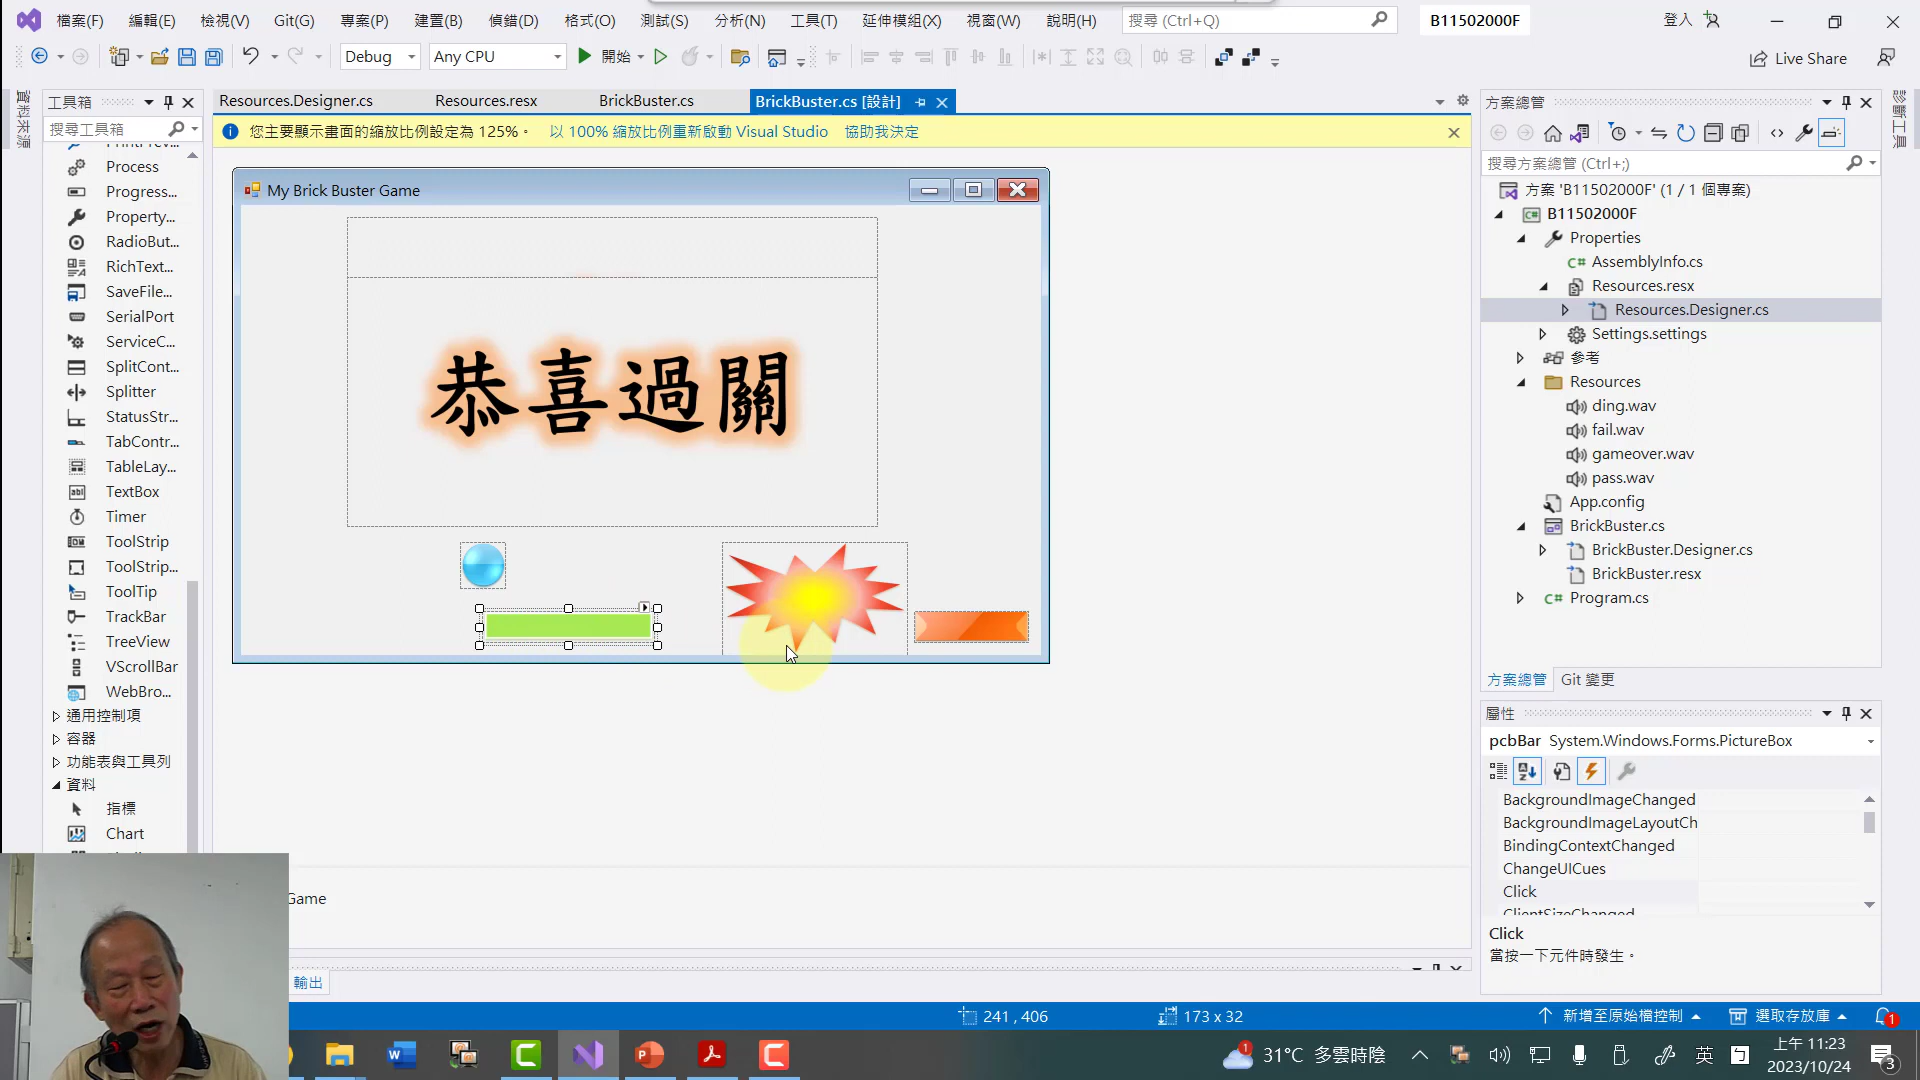 檔案(F) 編輯(E) 檢視(V) Git(G) 專案(P) 建置(B) 偵錯(D) 格式(O) 測試(S) 分析(N) 工具(T) 延伸模組(X) 視窗(W) 說明(H) 搜尋 (Ctrl+Q) B11502000F 登入
Debug Any CPU 開始 Live Share
資料來源
工具箱
搜尋工具箱
Process
Progress...
Property...
RadioBut...
RichText...
SaveFile...
SerialPort
ServiceC...
SplitCont...
Splitter
StatusStr...
TabContr...
TableLay...
TextBox
Timer
ToolStrip
ToolStrip...
ToolTip
TrackBar
TreeView
VScrollBar
WebBro...
通用控制項
容器
功能表與工具列
資料
指標
Chart
Resources.Designer.cs Resources.resx BrickBuster.cs BrickBuster.cs [設計]
您主要顯示畫面的縮放比例設定為 125%。 以 100% 縮放比例重新啟動 Visual Studio 協助我決定
My Brick Buster Game
恭喜過關
Game
輸出
方案總管
搜尋方案總管 (Ctrl+;)
方案 'B11502000F' (1 / 1 個專案)
B11502000F
Properties
AssemblyInfo.cs
Resources.resx
Resources.Designer.cs
Settings.settings
參考
Resources
ding.wav
fail.wav
gameover.wav
pass.wav
App.config
BrickBuster.cs
BrickBuster.Designer.cs
BrickBuster.resx
Program.cs
方案總管 Git 變更
屬性
pcbBar System.Windows.Forms.PictureBox
BackgroundImageChanged
BackgroundImageLayoutCh
BindingContextChanged
ChangeUICues
Click
ClientSizeChanged
Click
當按一下元件時發生。
診斷工具
241 , 406 173 x 32 新增至原始檔控制 選取存放庫 1
1 31°C 多雲時陰 英 上午 11:23
2023/10/24 3